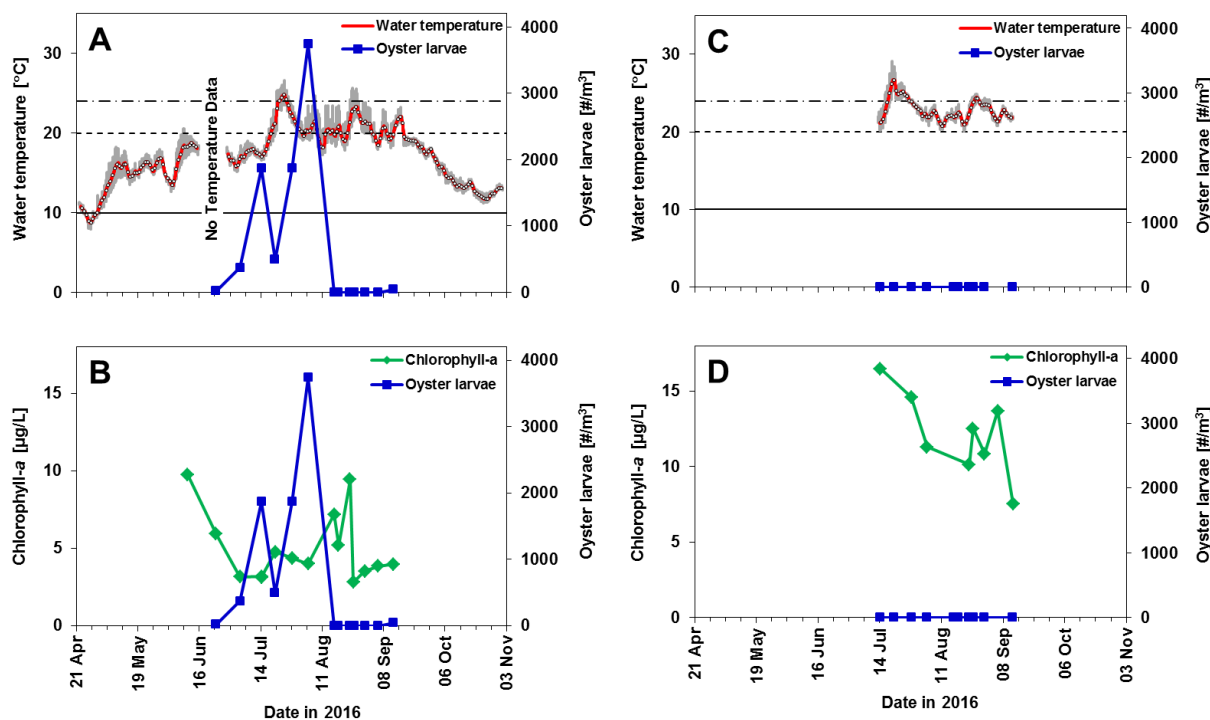 A
Water temperature
Oyster larvae
Water temperature [°C]
30
20
10
0
No Temperature Data
4000
3000
2000
1000
0
Oyster larvae [#/m³]
C
Water temperature
Oyster larvae
Water temperature [°C]
30
20
10
0
4000
3000
2000
1000
0
Oyster larvae [#/m³]
B
Chlorophyll-a
Oyster larvae
Chlorophyll-a [µg/L]
15
10
5
0
4000
3000
2000
1000
0
Oyster larvae [#/m³]
21 Apr
19 May
16 Jun
14 Jul
11 Aug
08 Sep
06 Oct
03 Nov
Date in 2016
D
Chlorophyll-a
Oyster larvae
Chlorophyll-a [µg/L]
15
10
5
0
4000
3000
2000
1000
0
Oyster larvae [#/m³]
21 Apr
19 May
16 Jun
14 Jul
11 Aug
08 Sep
06 Oct
03 Nov
Date in 2016